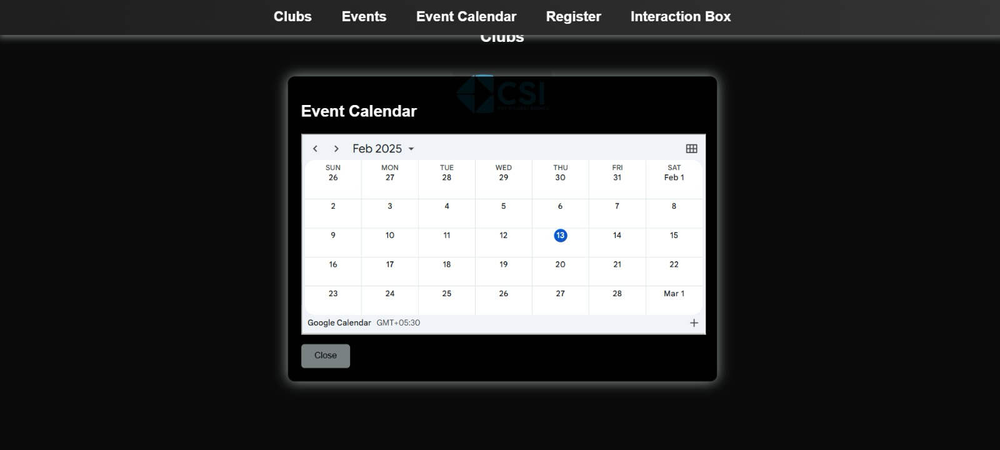 Clubs Events Event Calendar Register Interaction Box
Clubs
CSI
Event Calendar
Feb 2025
SUN MON TUE WED THU FRI SAT
26 27 28 29 30 31 Feb 1
2 3 4 5 6 7 8
9 10 11 12 13 14 15
16 17 18 19 20 21 22
23 24 25 26 27 28 Mar 1
Google Calendar GMT+05:30
Close